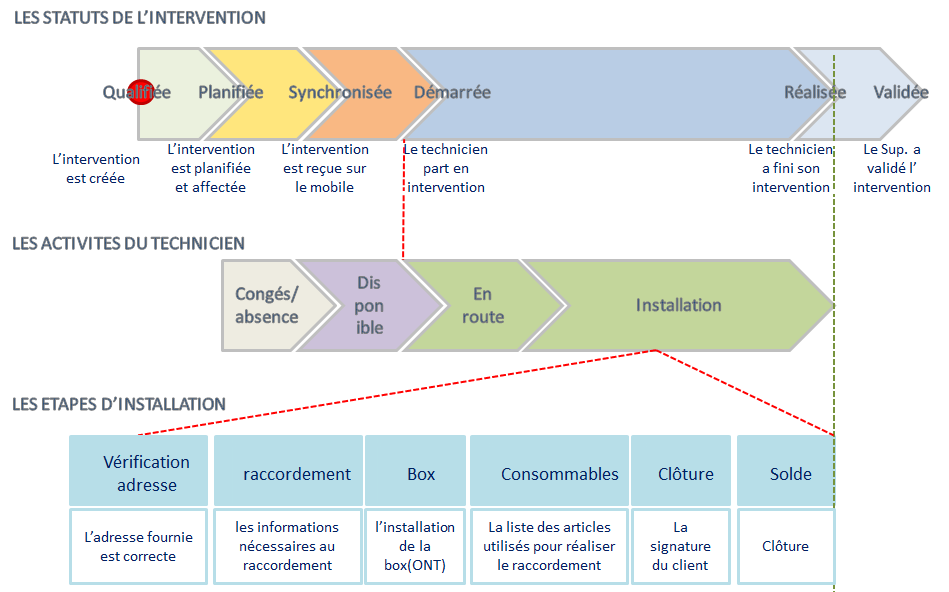 LES STATUTS DE L’INTERVENTION
Qualifiée
Planifiée
Synchronisée
Démarrée
Réalisée
Validée
L’intervention
est créée
L’intervention
est planifiée
et affectée
L’intervention
est reçue sur
le mobile
Le technicien
part en
intervention
Le technicien
a fini son
intervention
Le Sup. a
validé l’
intervention
LES ACTIVITES DU TECHNICIEN
Congés/
absence
Dis
pon
ible
En
route
Installation
LES ETAPES D’INSTALLATION
Vérification
adresse
raccordement
Box
Consommables
Clôture
Solde
L’adresse fournie
est correcte
les informations
nécessaires au
raccordement
l’installation
de la
box(ONT)
La liste des articles
utilisés pour réaliser
le raccordement
La
signature
du client
Clôture